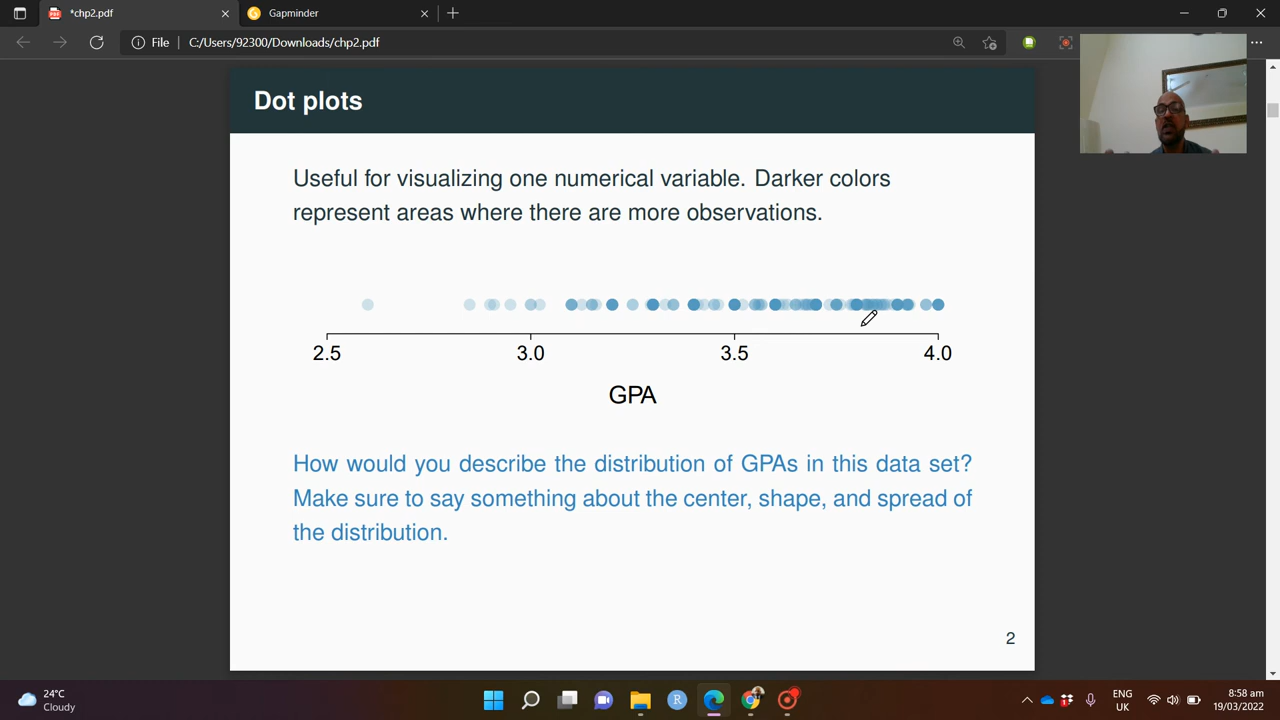 *chp2.pdf
Gapminder
File
C:/Users/92300/Downloads/chp2.pdf
Dot plots
Useful for visualizing one numerical variable. Darker colors
represent areas where there are more observations.
2.5 3.0 3.5 4.0
GPA
How would you describe the distribution of GPAs in this data set?
Make sure to say something about the center, shape, and spread of
the distribution.
2
24°C
Cloudy
R
ENG
UK
8:58 am
19/03/2022